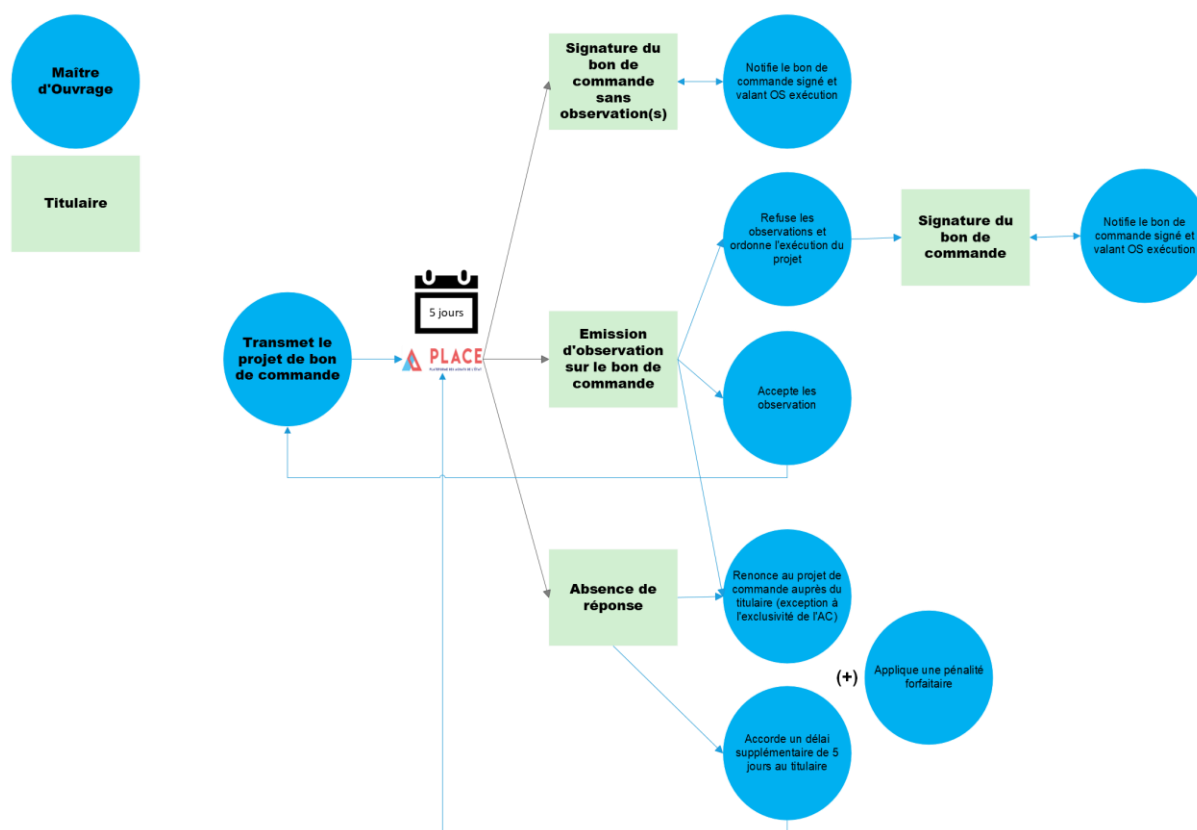 Maître
d'Ouvrage
Titulaire
Transmet le
projet de bon
de commande
5 jours
PLACE
Signature du
bon de
commande
sans
observation(s)
Notifie le bon de
commande signé et
valant OS exécution
Emission
d'observation
sur le bon de
commande
Refuse les
observations et
ordonne l'exécution du
projet
Signature du
bon de
commande
Notifie le bon de
commande signé et
valant OS exécution
Accepte les
observation
Absence de
réponse
Renonce au projet de
commande auprès du
titulaire (exception à
l'exclusivité de l'AC)
(+)
Applique une pénalité
forfaitaire
Accorde un délai
supplémentaire de 5
jours au titulaire